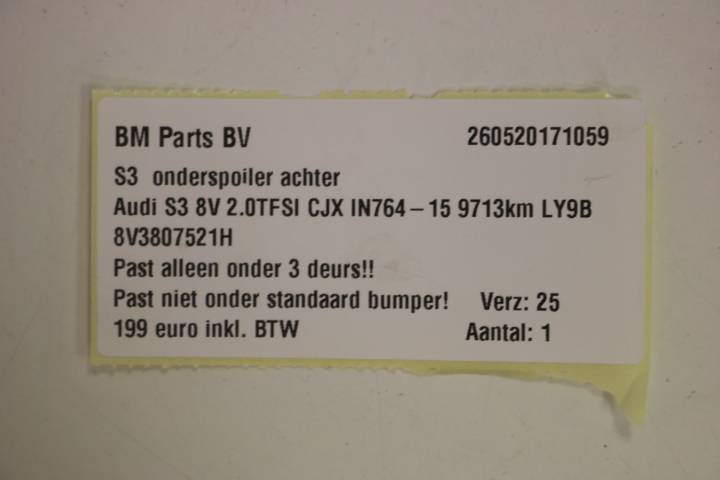 BM Parts BV 260520171059
S3 onderspoiler achter
Audi S3 8V 2.0TFSI CJX IN764-15 9713km LY9B
8V3807521H
Past alleen onder 3 deurs!!
Past niet onder standaard bumper! Verz: 25
199 euro inkl. BTW Aantal: 1